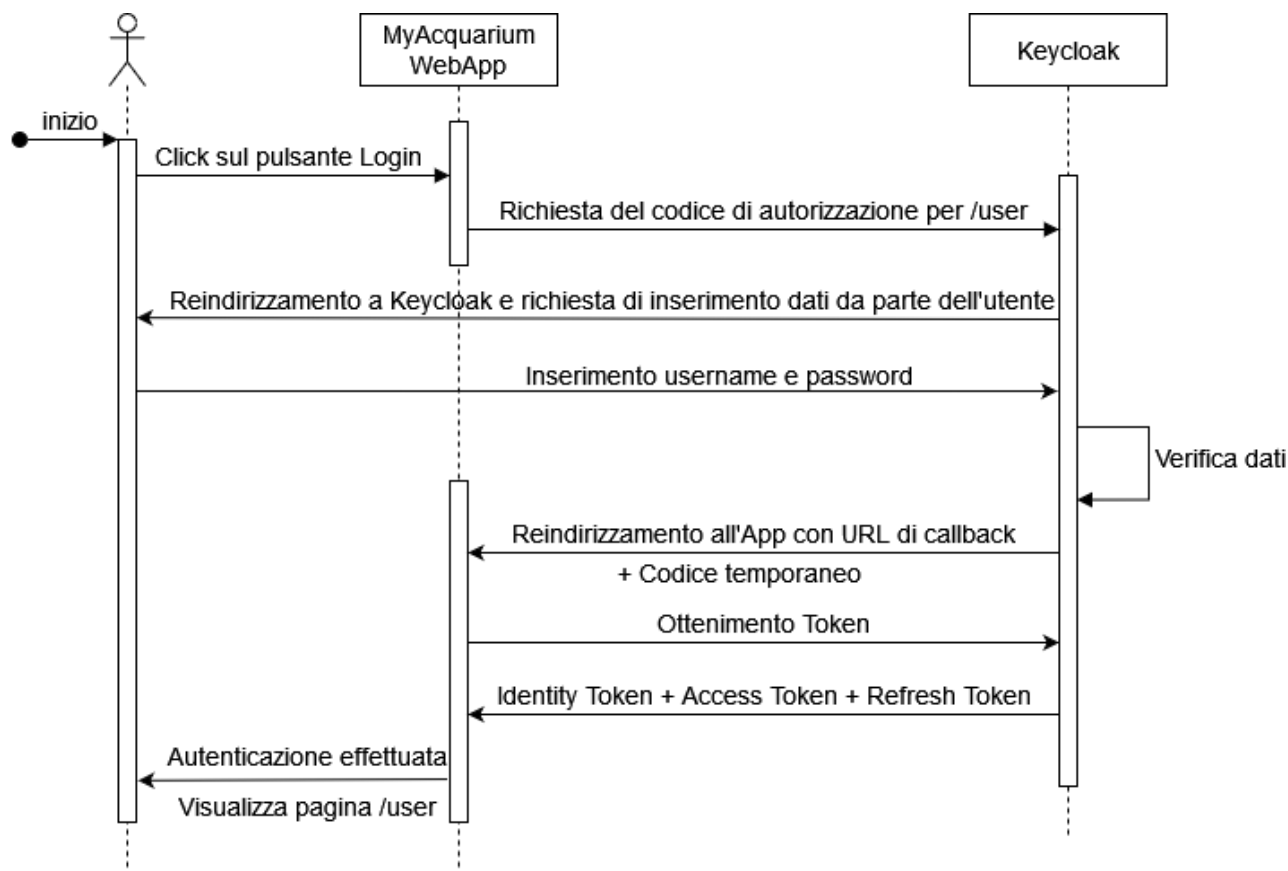 MyAcquarium
WebApp
Keycloak
inizio
Click sul pulsante Login
Richiesta del codice di autorizzazione per /user
Reindirizzamento a Keycloak e richiesta di inserimento dati da parte dell'utente
Inserimento username e password
Verifica dati
Reindirizzamento all'App con URL di callback
+ Codice temporaneo
Ottenimento Token
Identity Token + Access Token + Refresh Token
Autenticazione effettuata
Visualizza pagina /user